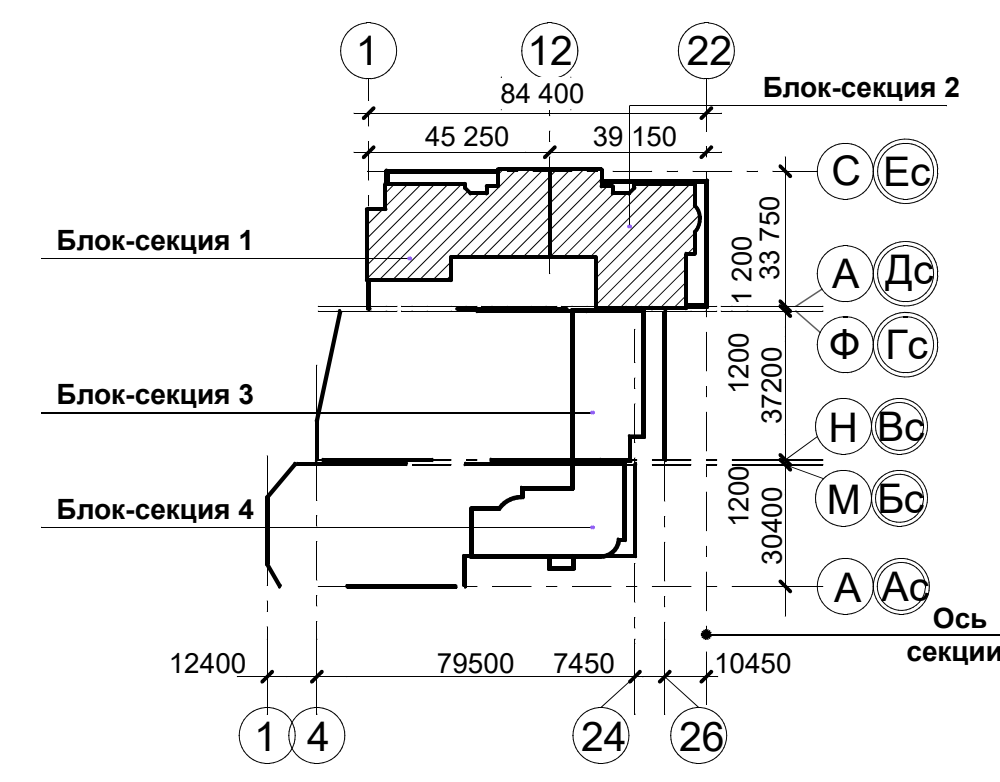 1 12 22
84 400
Блок-секция 2
45 250 39 150
С Ес
Блок-секция 1
1 200
33 750
А Дс
Ф Гс
1200
37200
Блок-секция 3
Н Вс
1200
30400
М Бс
Блок-секция 4
А Ас
Ось
секции
12400 79500 7450 10450
1 4 24 26